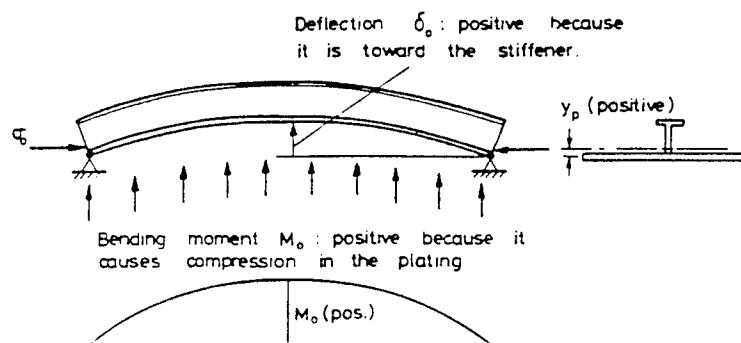 Deflection δₒ : positive because
it is toward the stiffener.
yₚ (positive)
σₒ
Bending moment Mₒ : positive because it
causes compression in the plating
Mₒ (pos.)